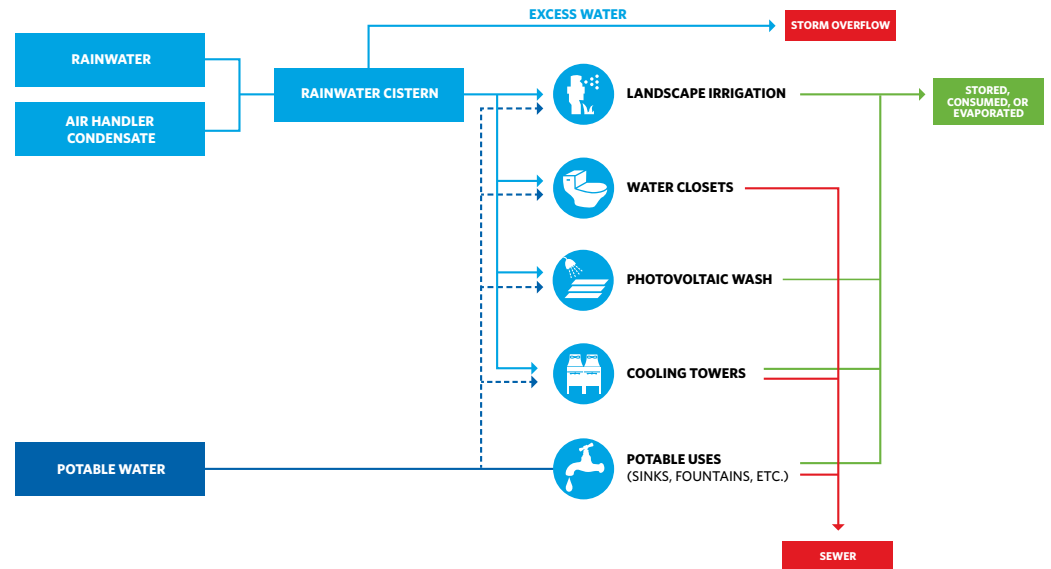 EXCESS WATER
STORM OVERFLOW
RAINWATER
RAINWATER CISTERN
LANDSCAPE IRRIGATION
STORED,
CONSUMED, OR
EVAPORATED
AIR HANDLER
CONDENSATE
WATER CLOSETS
PHOTOVOLTAIC WASH
COOLING TOWERS
POTABLE WATER
POTABLE USES
(SINKS, FOUNTAINS, ETC.)
SEWER